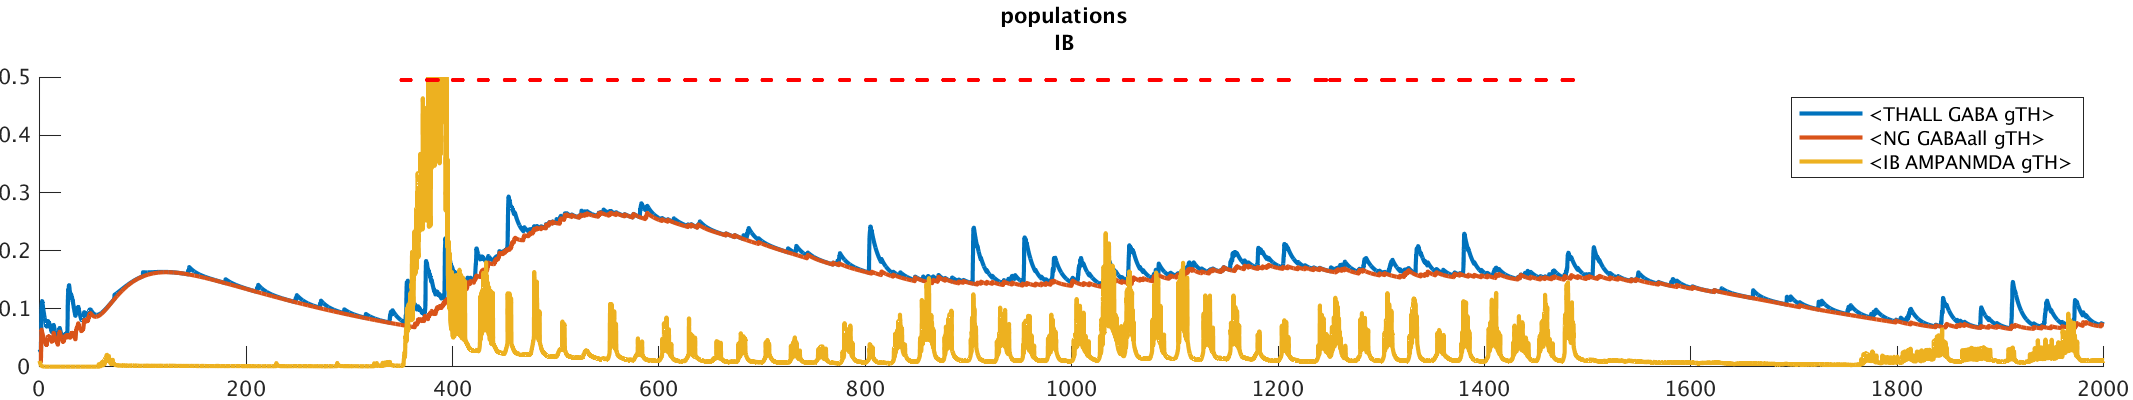 populations
IB
0.5
0.4
0.3
0.2
0.1
0
0 200 400 600 800 1000 1200 1400 1600 1800 2000
<THALL GABA gTH>
<NG GABAall gTH>
<IB AMPANMDA gTH>